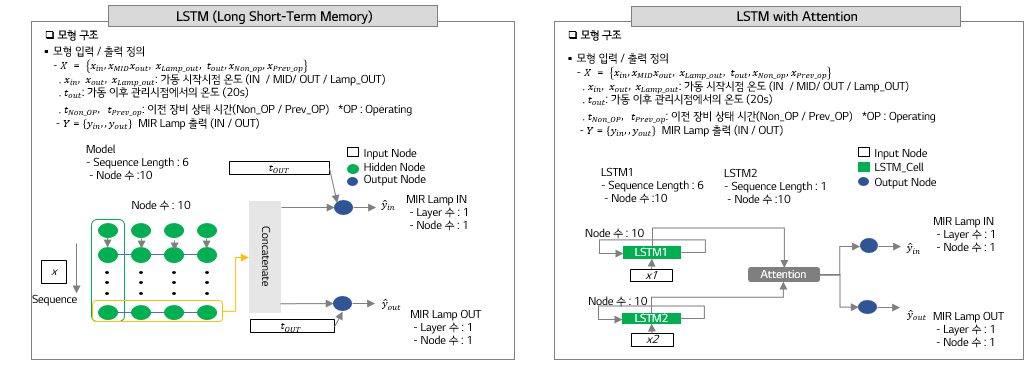 LSTM (Long Short-Term Memory)
❑ 모형 구조
▪ 모형 입력 / 출력 정의
- X = {x_in, x_MID x_out, x_Lamp_out, t_out, x_Non_op, x_Prev_op}
. x_in, x_out, x_Lamp_out: 가동 시작시점 온도 (IN / MID/ OUT / Lamp_OUT)
. t_out: 가동 이후 관리시점에서의 온도 (20s)
. t_Non_OP, t_Prev_op: 이전 장비 상태 시간(Non_OP / Prev_OP) *OP : Operating
- Y = {y_in, , y_out} MIR Lamp 출력 (IN / OUT)
Model
- Sequence Length : 6
- Node 수 :10
Input Node
Hidden Node
Output Node
t_OUT
Node 수 : 10
x
Sequence
Concatenate
ŷ_in
MIR Lamp IN
- Layer 수 : 1
- Node 수 : 1
ŷ_out
MIR Lamp OUT
- Layer 수 : 1
- Node 수 : 1
t_OUT
LSTM with Attention
❑ 모형 구조
▪ 모형 입력 / 출력 정의
- X = {x_in, x_MID x_out, x_Lamp_out, t_out, x_Non_op, x_Prev_op}
. x_in, x_out, x_Lamp_out: 가동 시작시점 온도 (IN / MID/ OUT / Lamp_OUT)
. t_out: 가동 이후 관리시점에서의 온도 (20s)
. t_Non_OP, t_Prev_op: 이전 장비 상태 시간(Non_OP / Prev_OP) *OP : Operating
- Y = {y_in, , y_out} MIR Lamp 출력 (IN / OUT)
Input Node
LSTM_Cell
Output Node
LSTM1
- Sequence Length : 6
- Node 수 :10
LSTM2
- Sequence Length : 1
- Node 수 :10
Node 수 : 10
LSTM1
x1
Attention
Node 수 : 10
LSTM2
x2
ŷ_in
MIR Lamp IN
- Layer 수 : 1
- Node 수 : 1
ŷ_out
MIR Lamp OUT
- Layer 수 : 1
- Node 수 : 1